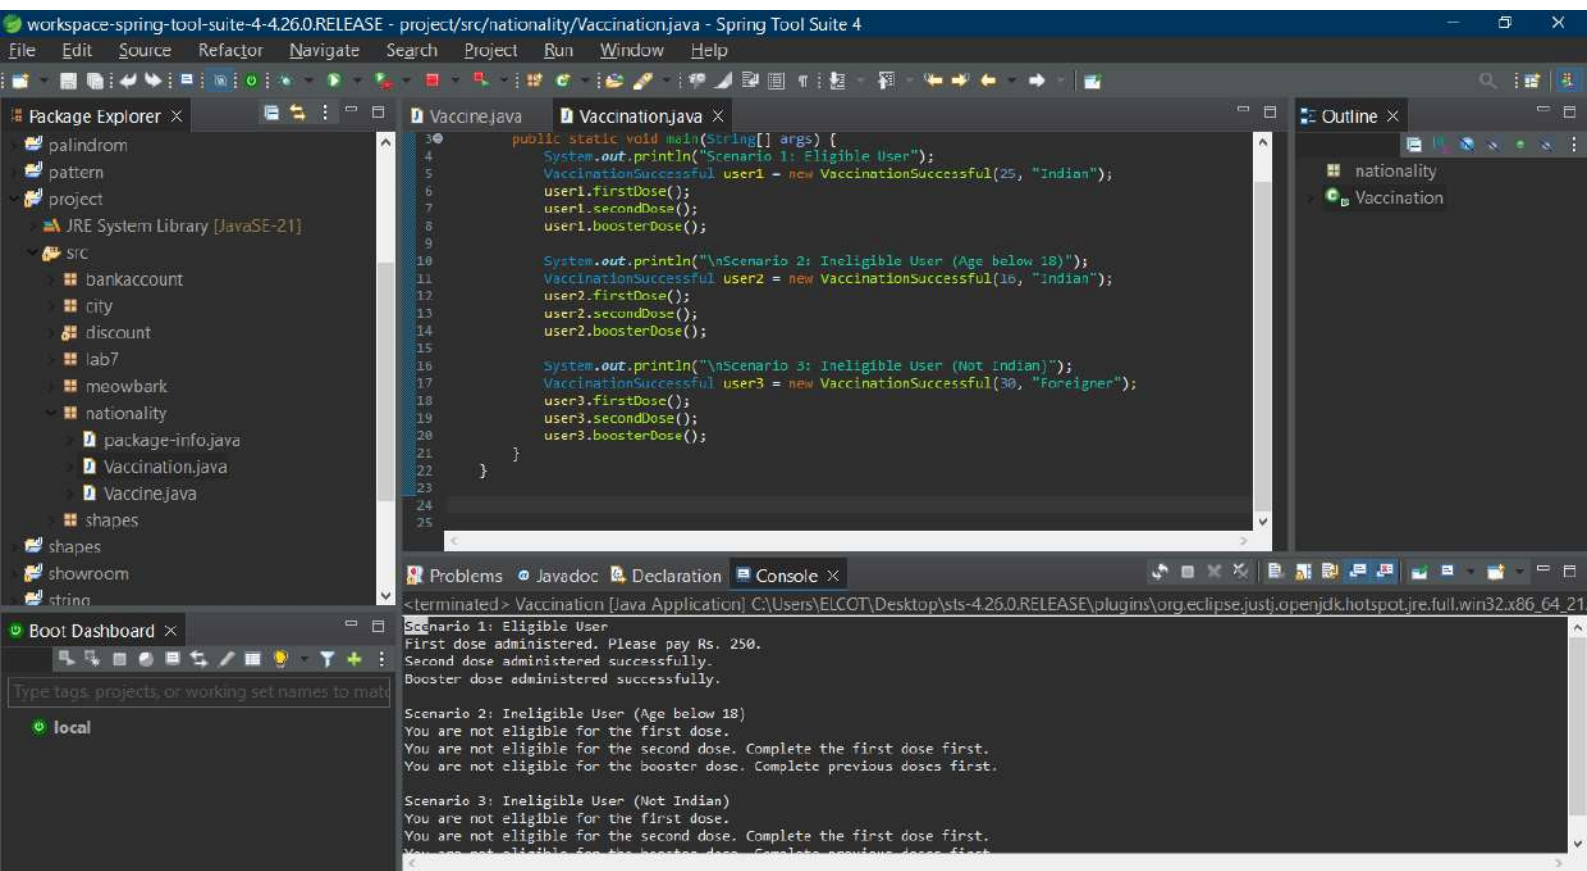 workspace-spring-tool-suite-4-4.26.0.RELEASE - project/src/nationality/Vaccination.java - Spring Tool Suite 4
File Edit Source Refactor Navigate Search Project Run Window Help
Package Explorer
palindrom
pattern
project
JRE System Library [JavaSE-21]
src
bankaccount
city
discount
lab7
meowbark
nationality
package-info.java
Vaccination.java
Vaccine.java
shapes
shapes
showroom
string
Boot Dashboard
Type tags, projects, or working set names to matc
local
Vaccine.java Vaccination.java
3 public static void main(String[] args) {
4 System.out.println("Scenario 1: Eligible User");
5 VaccinationSuccessful user1 = new VaccinationSuccessful(25, "Indian");
6 user1.firstDose();
7 user1.secondDose();
8 user1.boosterDose();
9
10 System.out.println("\nScenario 2: Ineligible User (Age below 18)");
11 VaccinationSuccessful user2 = new VaccinationSuccessful(16, "Indian");
12 user2.firstDose();
13 user2.secondDose();
14 user2.boosterDose();
15
16 System.out.println("\nScenario 3: Ineligible User (Not Indian)");
17 VaccinationSuccessful user3 = new VaccinationSuccessful(30, "Foreigner");
18 user3.firstDose();
19 user3.secondDose();
20 user3.boosterDose();
21 }
22 }
23
24
25
Outline
nationality
Vaccination
Problems Javadoc Declaration Console
<terminated> Vaccination [Java Application] C:\Users\ELCOT\Desktop\sts-4.26.0.RELEASE\plugins\org.eclipse.justj.openjdk.hotspot.jre.full.win32.x86_64_21
Scenario 1: Eligible User
First dose administered. Please pay Rs. 250.
Second dose administered successfully.
Booster dose administered successfully.
Scenario 2: Ineligible User (Age below 18)
You are not eligible for the first dose.
You are not eligible for the second dose. Complete the first dose first.
You are not eligible for the booster dose. Complete previous doses first.
Scenario 3: Ineligible User (Not Indian)
You are not eligible for the first dose.
You are not eligible for the second dose. Complete the first dose first.
You are not eligible for the booster dose. Complete previous doses first.